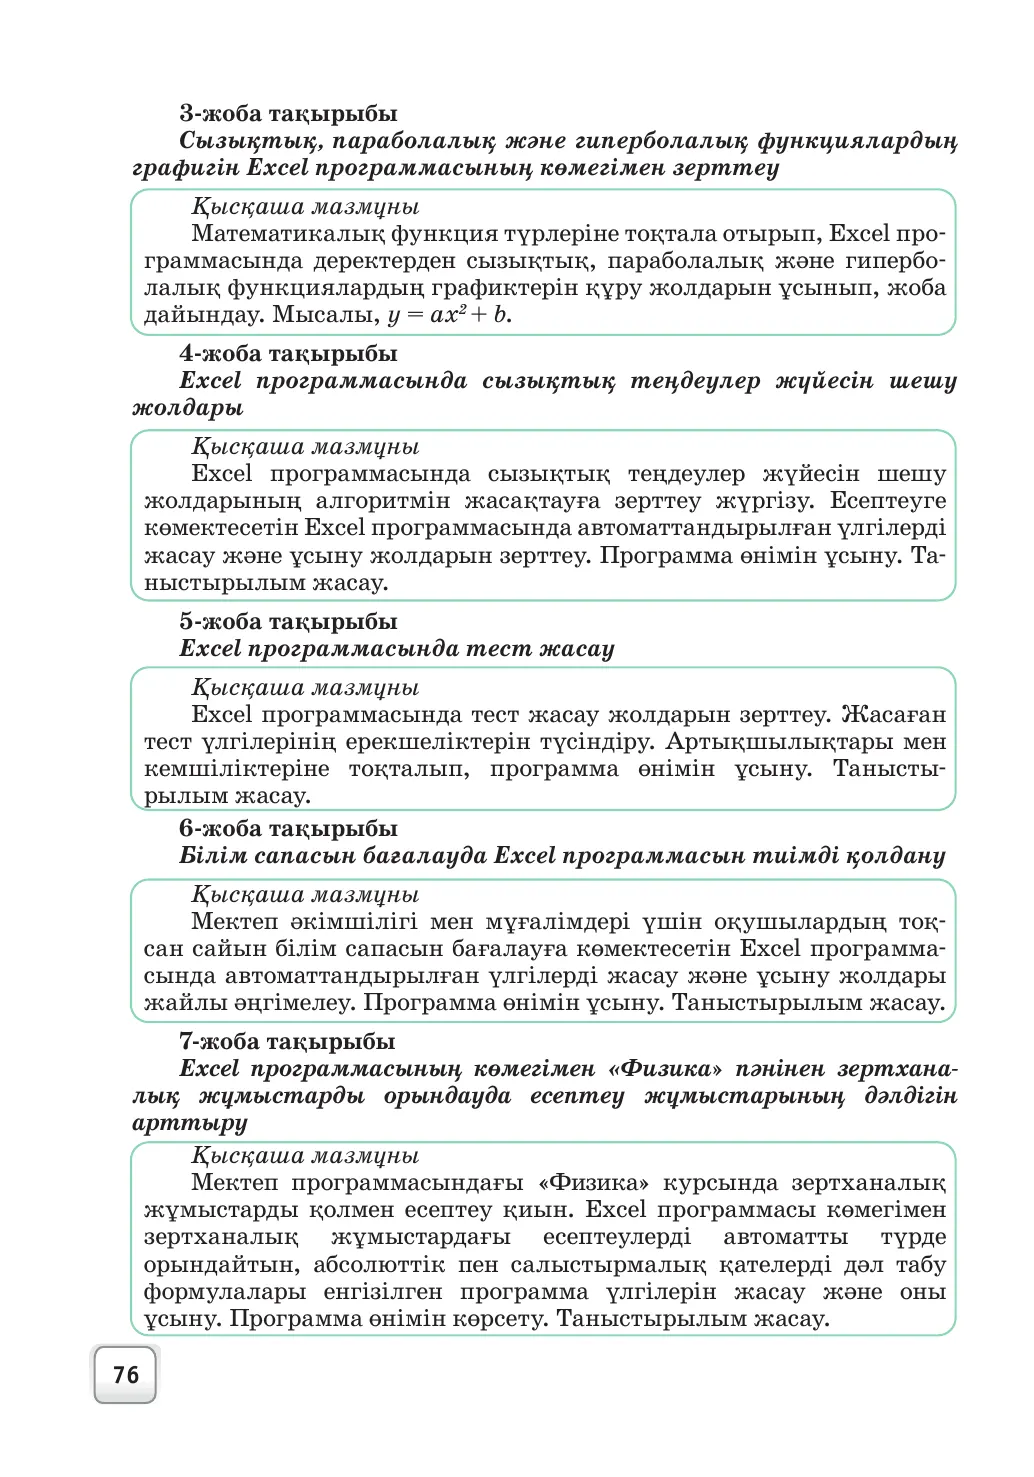 3-жоба тақырыбы
Сызықтық, параболалық және гиперболалық функциялардың
графигін Excel программасының көмегімен зерттеу
Қысқаша мазмұны
Математикалық функция түрлеріне тоқтала отырып, Excel про-
граммасында деректерден сызықтық, параболалық және гипербо-
лалық функциялардың графиктерін құру жолдарын ұсынып, жоба
дайындау. Мысалы, y = ax² + b.
4-жоба тақырыбы
Excel программасында сызықтық теңдеулер жүйесін шешу
жолдары
Қысқаша мазмұны
Excel программасында сызықтық теңдеулер жүйесін шешу
жолдарының алгоритмін жасақтауға зерттеу жүргізу. Есептеуге
көмектесетін Excel программасында автоматтандырылған үлгілерді
жасау және ұсыну жолдарын зерттеу. Программа өнімін ұсыну. Та-
ныстырылым жасау.
5-жоба тақырыбы
Excel программасында тест жасау
Қысқаша мазмұны
Excel программасында тест жасау жолдарын зерттеу. Жасаған
тест үлгілерінің ерекшеліктерін түсіндіру. Артықшылықтары мен
кемшіліктеріне тоқталып, программа өнімін ұсыну. Танысты-
рылым жасау.
6-жоба тақырыбы
Білім сапасын бағалауда Excel программасын тиімді қолдану
Қысқаша мазмұны
Мектеп әкімшілігі мен мұғалімдері үшін оқушылардың тоқ-
сан сайын білім сапасын бағалауға көмектесетін Excel программа-
сында автоматтандырылған үлгілерді жасау және ұсыну жолдары
жайлы әңгімелеу. Программа өнімін ұсыну. Таныстырылым жасау.
7-жоба тақырыбы
Excel программасының көмегімен «Физика» пәнінен зертхана-
лық жұмыстарды орындауда есептеу жұмыстарының дәлдігін
арттыру
Қысқаша мазмұны
Мектеп программасындағы «Физика» курсында зертханалық
жұмыстарды қолмен есептеу қиын. Excel программасы көмегімен
зертханалық жұмыстардағы есептеулерді автоматты түрде
орындайтын, абсолюттік пен салыстырмалық қателерді дәл табу
формулалары енгізілген программа үлгілерін жасау және оны
ұсыну. Программа өнімін көрсету. Таныстырылым жасау.
76